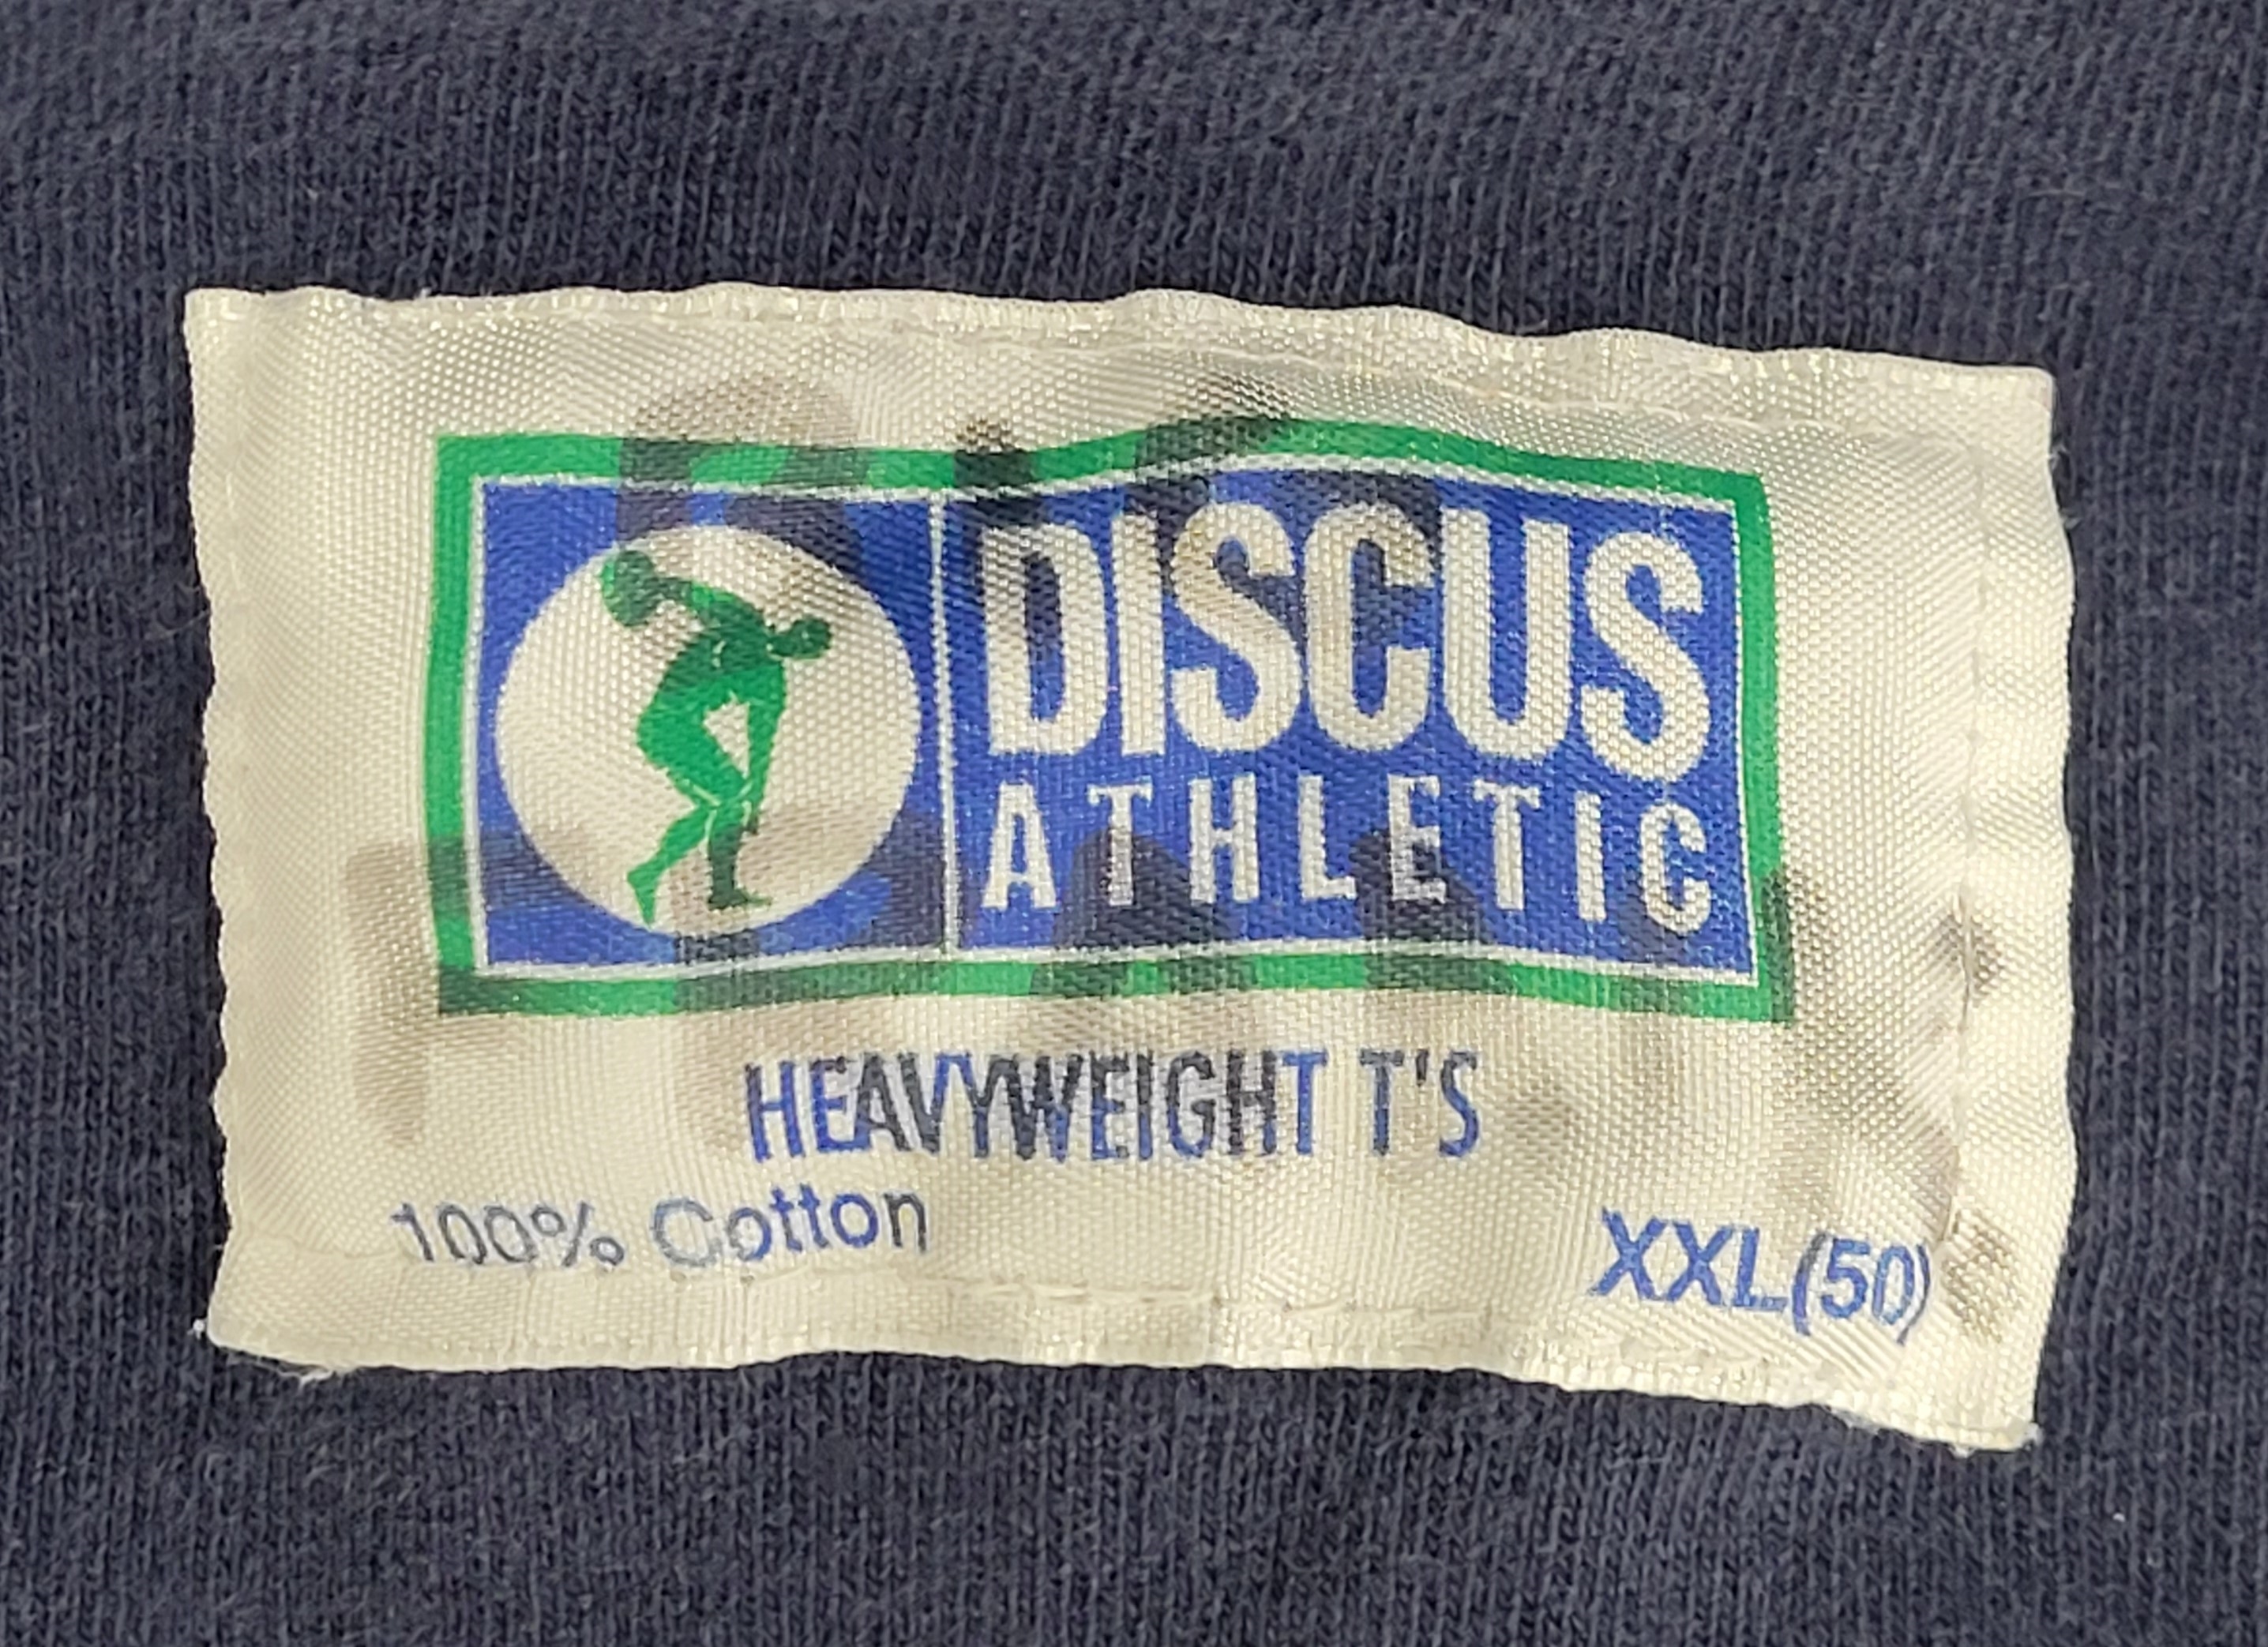 DISCUS
ATHLETIC
HEAVYWEIGHT T'S
100% Cotton
XXL(50)